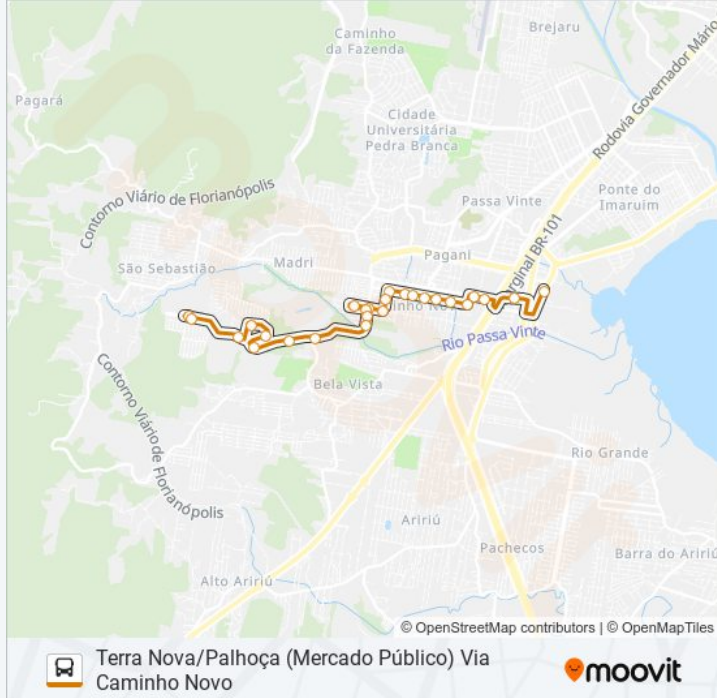 Brejaru
Caminho
da Fazenda
Rodovia Governador Mário
Pagará
Cidade
Universitária
Pedra Branca
Contorno Viário de Florianópolis
Passa Vinte
Ponte do
Imaruim
Marginal BR-101
Pagani
Madri
São Sebastião
Caminho Novo
Rio Passa Vinte
Bela Vista
Contorno Viário de Florianópolis
Rio Grande
Aririú
Pachecos
Barra do Aririú
Alto Aririú
© OpenStreetMap contributors | © OpenMapTiles
Terra Nova/Palhoça (Mercado Público) Via
Caminho Novo
moovit